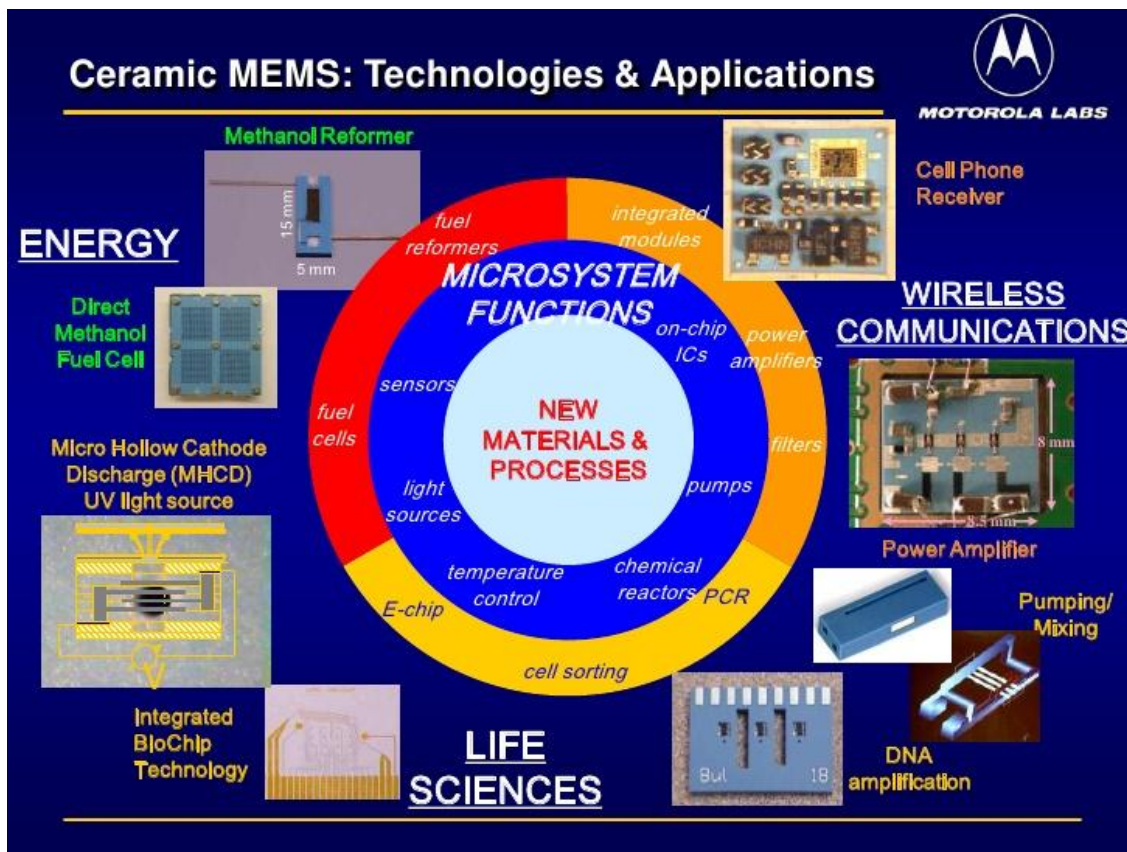 Ceramic MEMS: Technologies & Applications
MOTOROLA LABS
Methanol Reformer
15 mm
5 mm
ENERGY
Direct
Methanol
Fuel Cell
Micro Hollow Cathode
Discharge (MHCD)
UV light source
Integrated
BioChip
Technology
fuel
reformers
fuel
cells
integrated
modules
power
amplifiers
filters
E-chip
cell sorting
PCR
MICROSYSTEM
FUNCTIONS
on-chip
ICs
sensors
pumps
light
sources
temperature
control
chemical
reactors
NEW
MATERIALS &
PROCESSES
Cell Phone
Receiver
WIRELESS
COMMUNICATIONS
8 mm
8.5 mm
Power Amplifier
Pumping/
Mixing
DNA
amplification
8ul
18
LIFE
SCIENCES